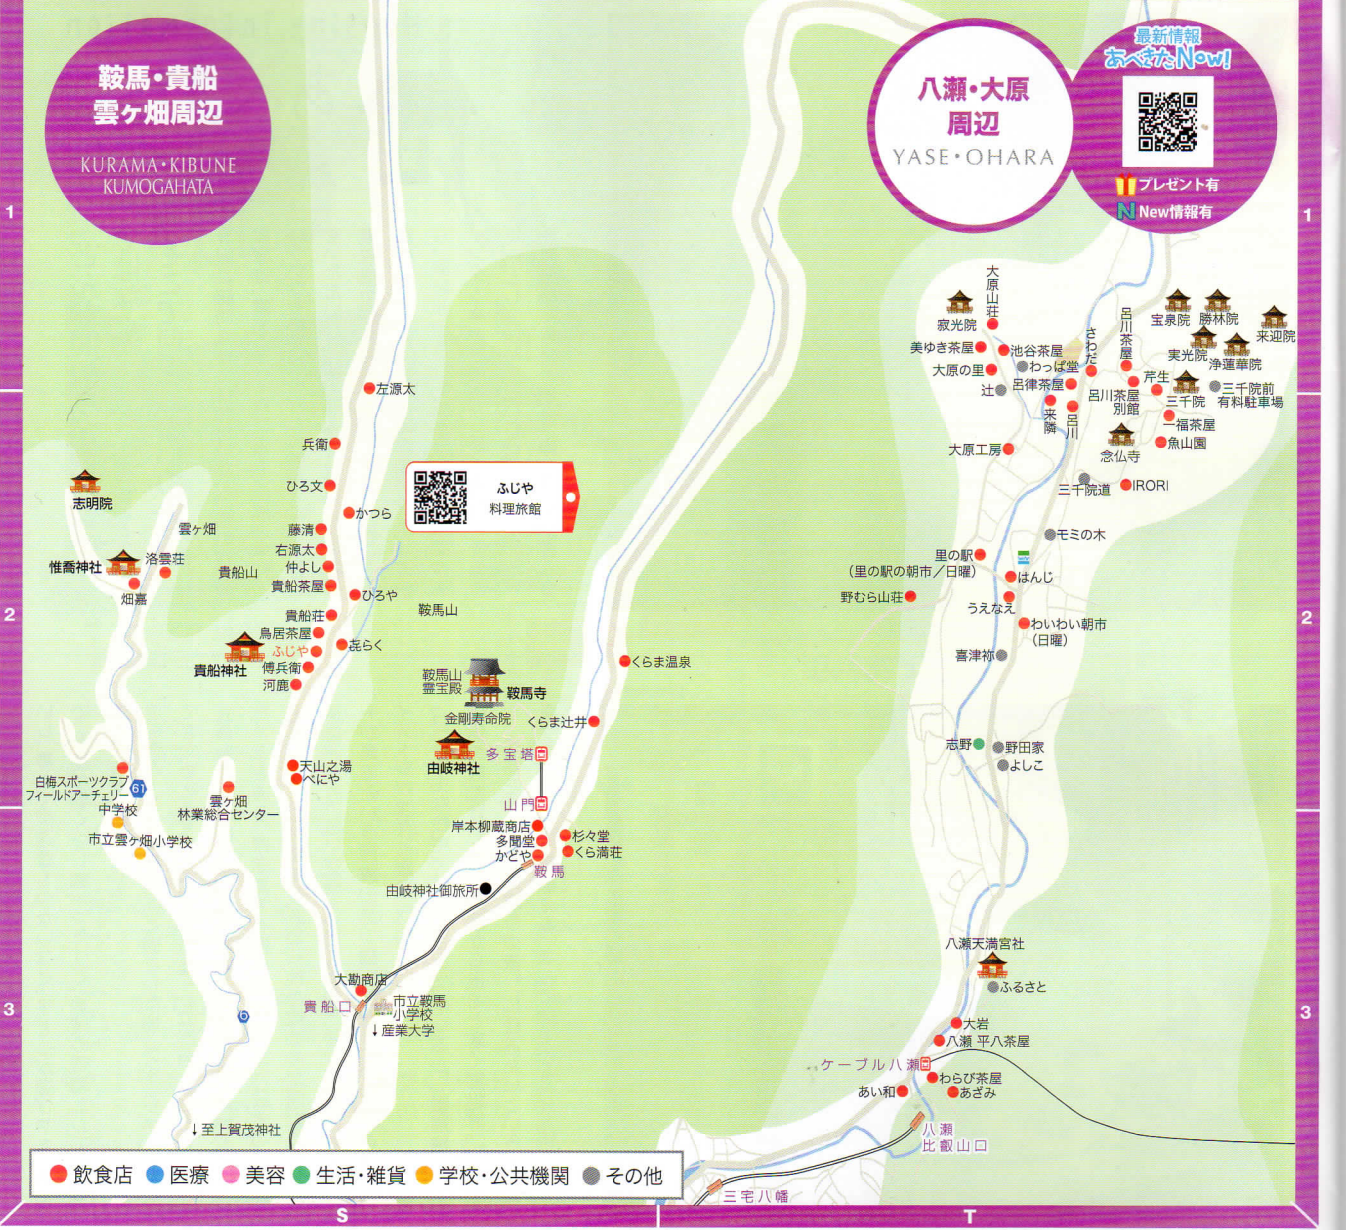 鞍馬・貴船
雲ヶ畑周辺
KURAMA・KIBUNE
KUMOGAHATA
八瀬・大原
周辺
YASE・OHARA
最新情報
あべきたNow!
プレゼント有
N New情報有
1
1
大原山荘
寂光院
美ゆき茶屋
池谷茶屋
大原の里
わっぱ堂
辻
呂律茶屋
さわだ
呂川茶屋
呂川茶屋
別館
来隣
呂川
宝泉院
勝林院
来迎院
実光院
浄蓮華院
芹生
三千院
三千院前
有料駐車場
一福茶屋
魚山園
念仏寺
大原工房
三千院道
IRORI
モミの木
左源太
兵衛
ひろ文
かつら
藤清
右源太
仲よし
貴船茶屋
ひろや
貴船荘
鳥居茶屋
ふじや
㐂らく
傅兵衛
河鹿
貴船神社
貴船山
鞍馬山
ふじや
料理旅館
志明院
雲ヶ畑
惟喬神社
洛雲荘
畑嘉
2
2
里の駅
(里の駅の朝市／日曜)
はんじ
野むら山荘
うえなえ
わいわい朝市
(日曜)
喜津祢
志野
野田家
よしこ
鞍馬山
霊宝殿
鞍馬寺
金剛寿命院
由岐神社
くらま温泉
くらま辻井
多宝塔
山門
岸本柳蔵商店
多聞堂
かどや
杉々堂
くら満荘
鞍馬
由岐神社御旅所
天山之湯
べにや
白梅スポーツクラブ
フィールドアーチェリー
61
中学校
市立雲ヶ畑小学校
雲ヶ畑
林業総合センター
3
3
大勘商店
貴船口
市立鞍馬
小学校
↓産業大学
↓至上賀茂神社
八瀬天満宮社
ふるさと
大岩
八瀬 平八茶屋
ケーブル八瀬
わらび茶屋
あい和
あざみ
八瀬
比叡山口
三宅八幡
飲食店
医療
美容
生活・雑貨
学校・公共機関
その他
S
T